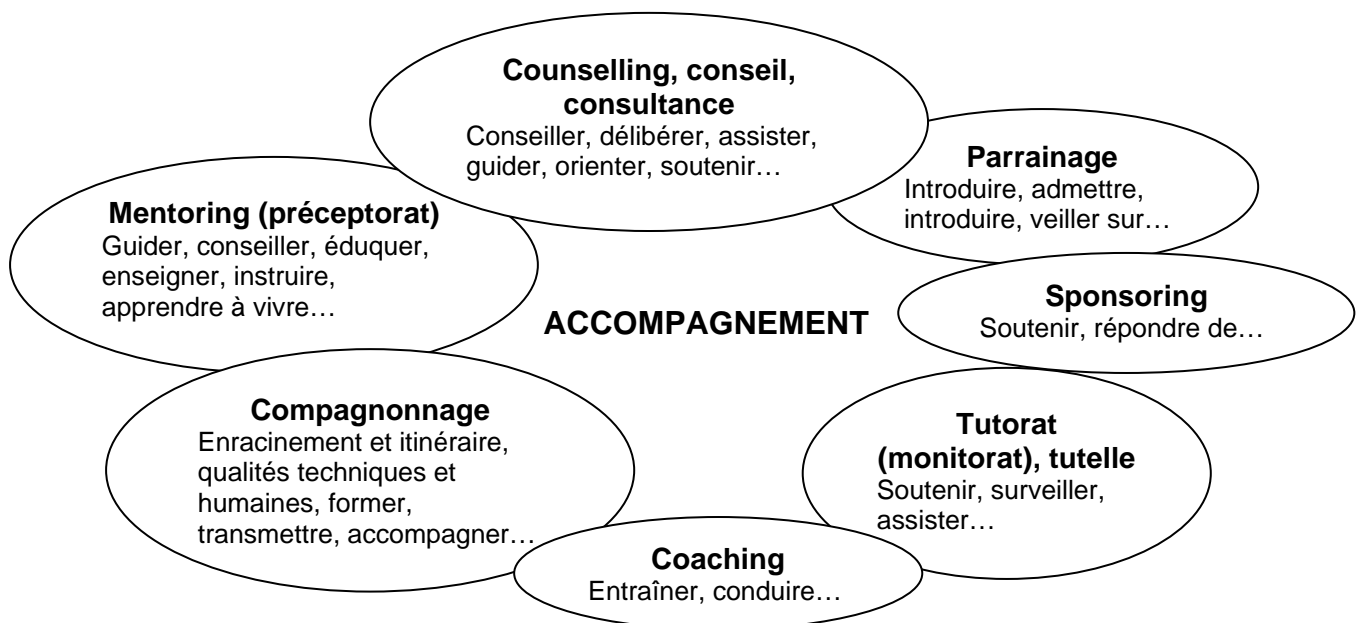 Counselling, conseil,
consultance
Conseiller, délibérer, assister,
guider, orienter, soutenir…
Parrainage
Introduire, admettre,
introduire, veiller sur…
Mentoring (préceptorat)
Guider, conseiller, éduquer,
enseigner, instruire,
apprendre à vivre…
Sponsoring
Soutenir, répondre de…
ACCOMPAGNEMENT
Compagnonnage
Enracinement et itinéraire,
qualités techniques et
humaines, former,
transmettre, accompagner…
Tutorat
(monitorat), tutelle
Soutenir, surveiller,
assister…
Coaching
Entraîner, conduire…